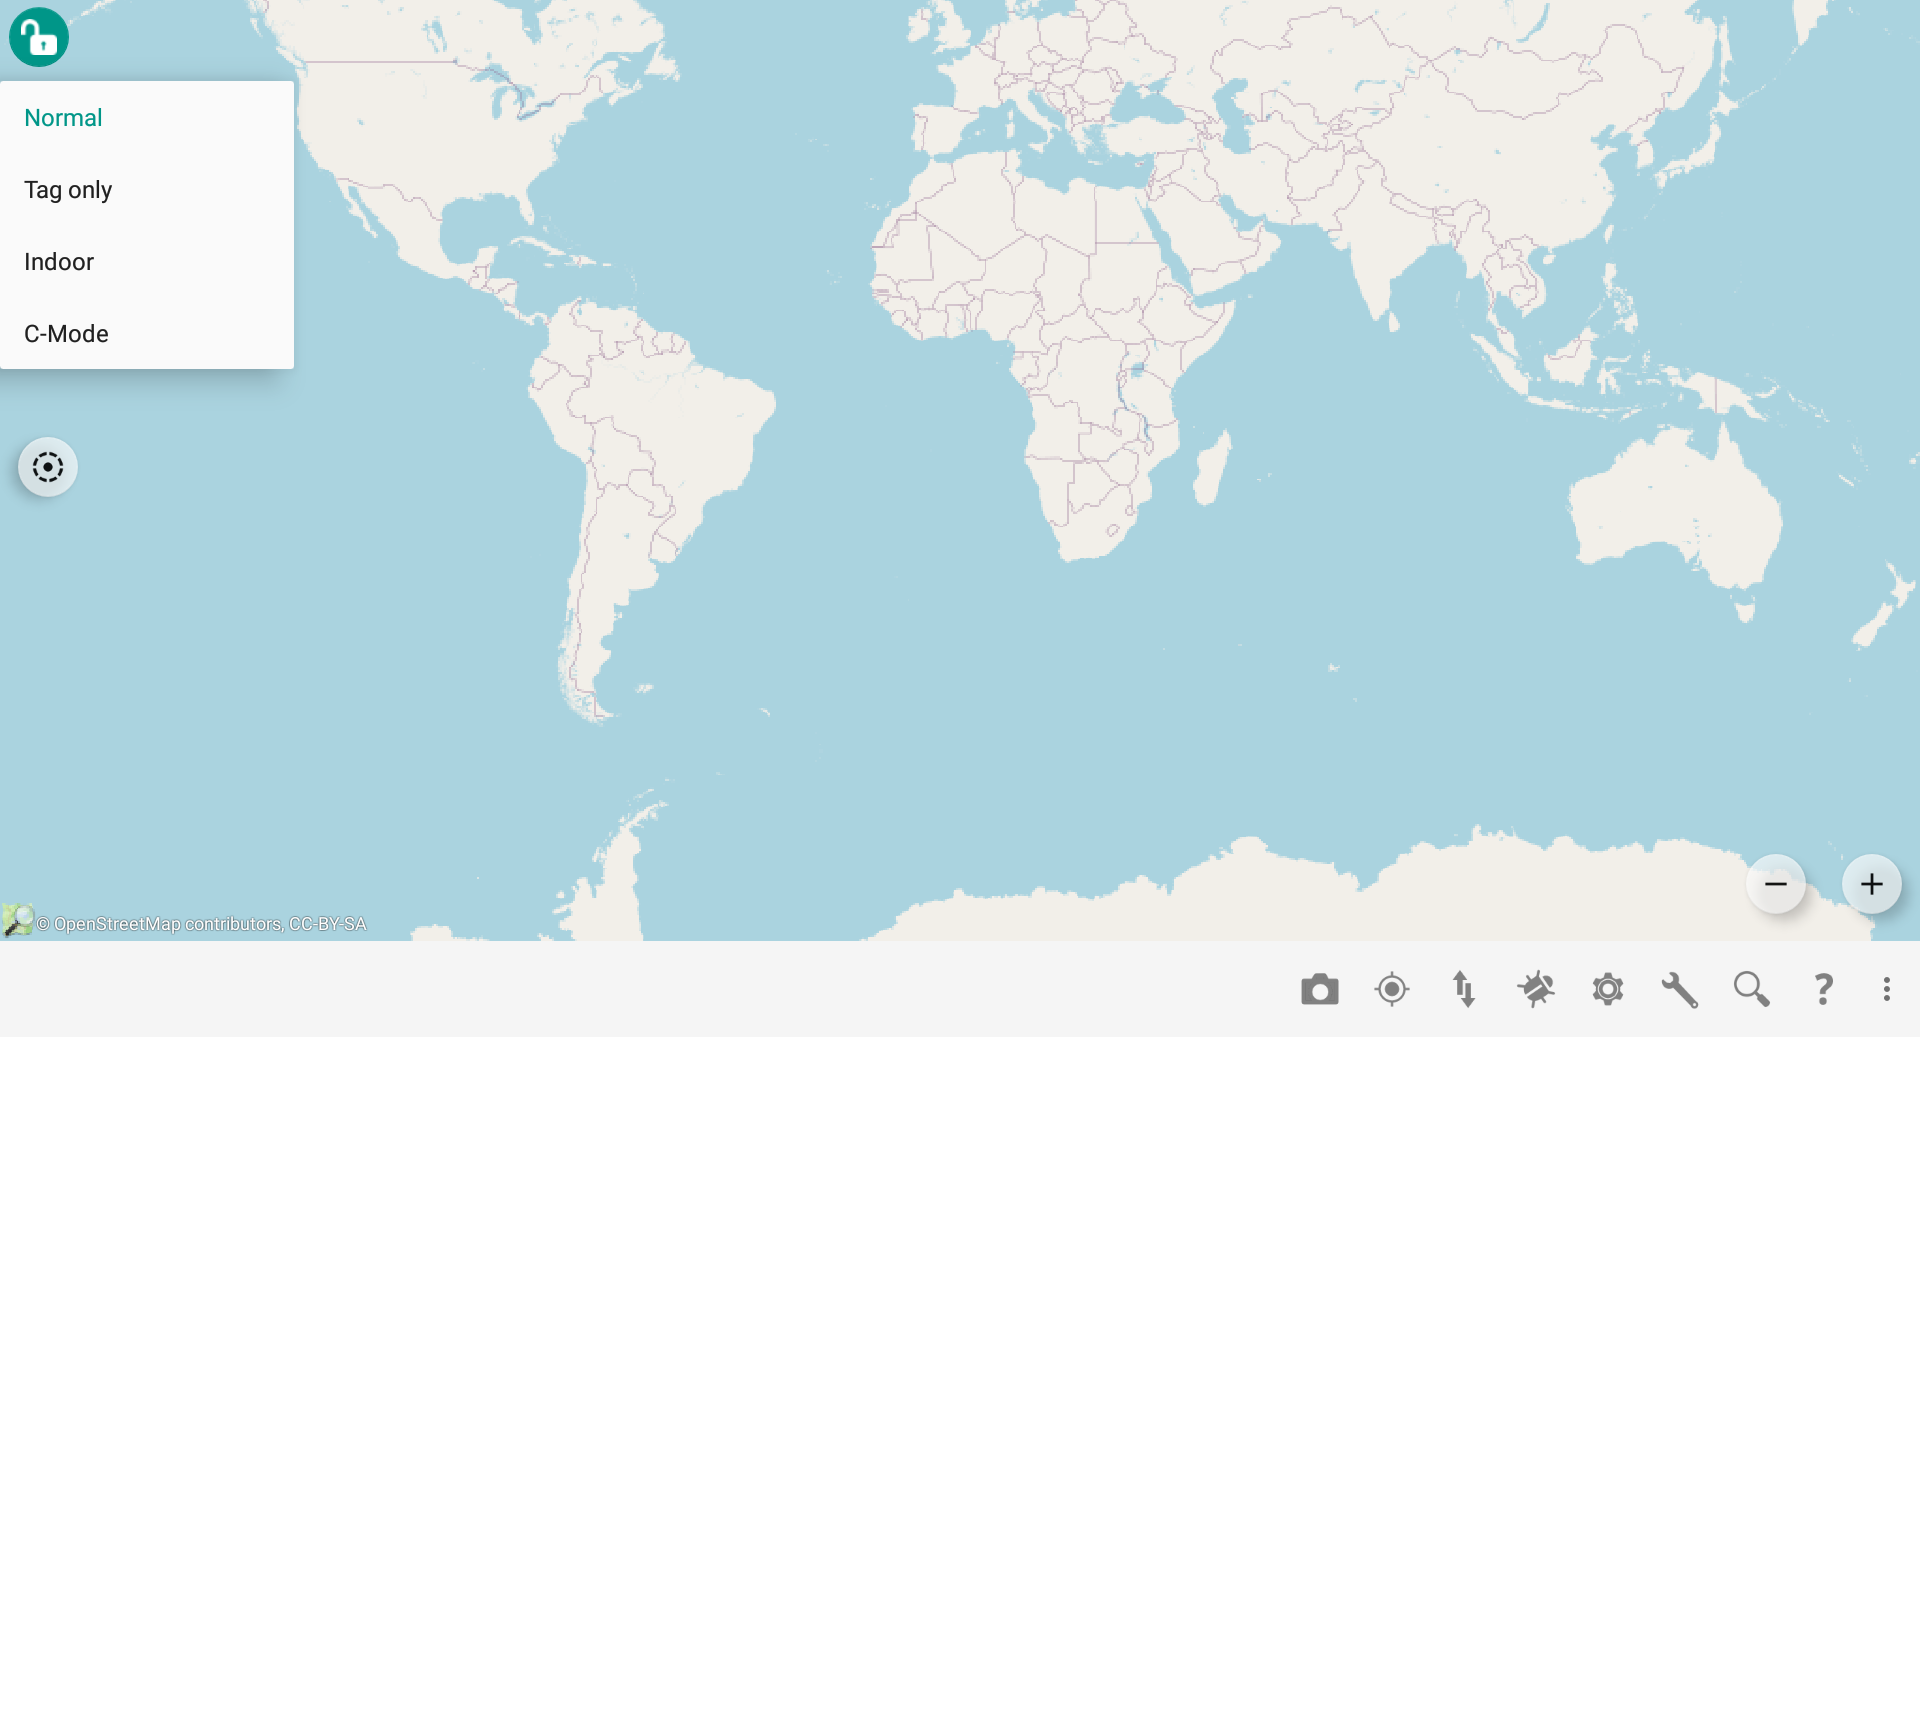 Normal
Tag only
Indoor
C-Mode
© OpenStreetMap contributors, CC-BY-SA